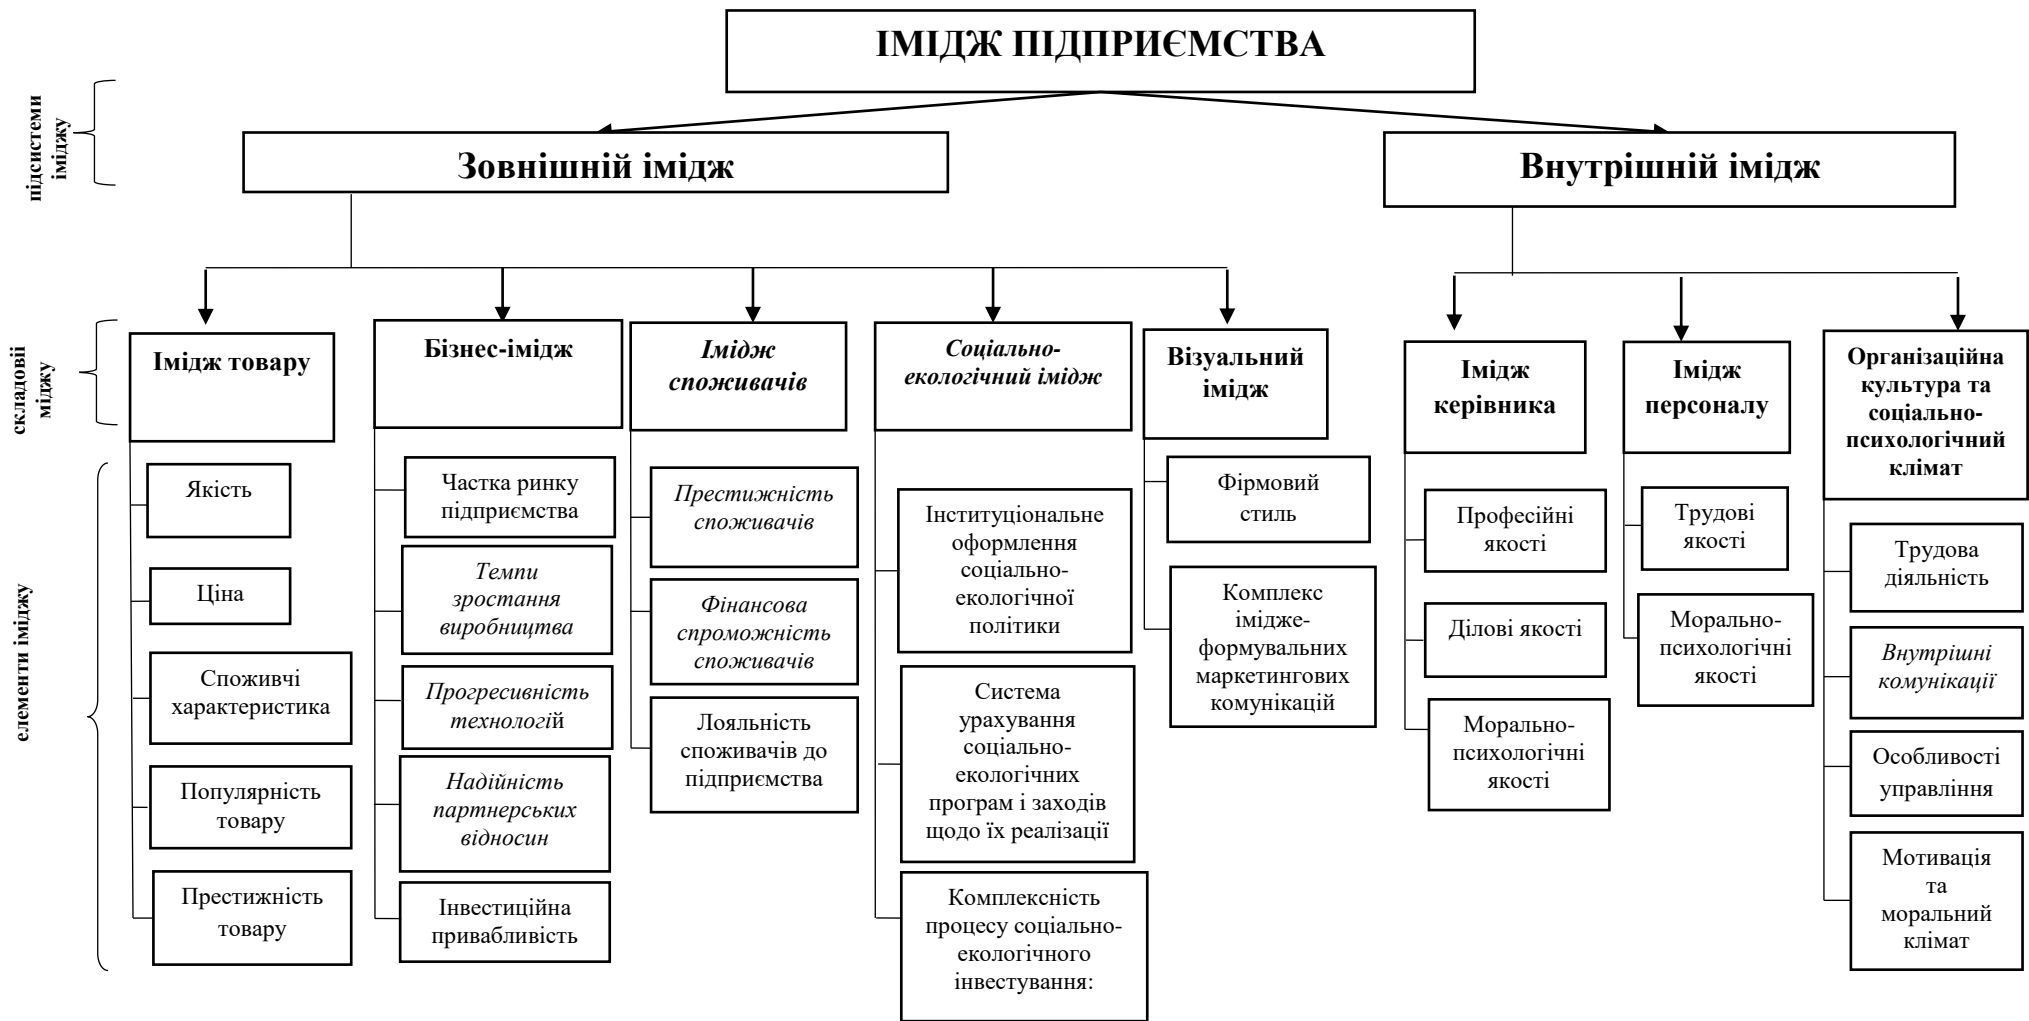 ІМІДЖ ПІДПРИЄМСТВА
підсистеми
іміджу
Зовнішній імідж
Внутрішній імідж
складовіі
міджу
Імідж товару
Бізнес-імідж
Імідж
споживачів
Соціально-
екологічний імідж
Візуальний
імідж
Імідж
керівника
Імідж
персоналу
Організаційна
культура та
соціально-
психологічний
клімат
елементи іміджу
Якість
Ціна
Споживчі
характеристика
Популярність
товару
Престижність
товару
Частка ринку
підприємства
Темпи
зростання
виробництва
Прогресивність
технологій
Надійність
партнерських
відносин
Інвестиційна
привабливість
Престижність
споживачів
Фінансова
спроможність
споживачів
Лояльність
споживачів до
підприємства
Інституціональне
оформлення
соціально-
екологічної
політики
Система
урахування
соціально-
екологічних
програм і заходів
щодо їх реалізації
Комплексність
процесу соціально-
екологічного
інвестування:
Фірмовий
стиль
Комплекс
імідже-
формувальних
маркетингових
комунікацій
Професійні
якості
Ділові якості
Морально-
психологічні
якості
Трудові
якості
Морально-
психологічні
якості
Трудова
діяльність
Внутрішні
комунікації
Особливості
управління
Мотивація
та
моральний
клімат